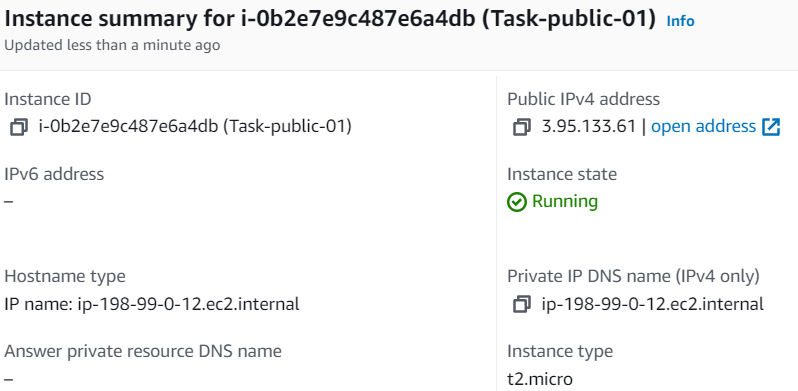 Instance summary for i-0b2e7e9c487e6a4db (Task-public-01) Info
Updated less than a minute ago
Instance ID
i-0b2e7e9c487e6a4db (Task-public-01)
Public IPv4 address
3.95.133.61 | open address
IPv6 address
–
Instance state
Running
Hostname type
IP name: ip-198-99-0-12.ec2.internal
Private IP DNS name (IPv4 only)
ip-198-99-0-12.ec2.internal
Answer private resource DNS name
–
Instance type
t2.micro